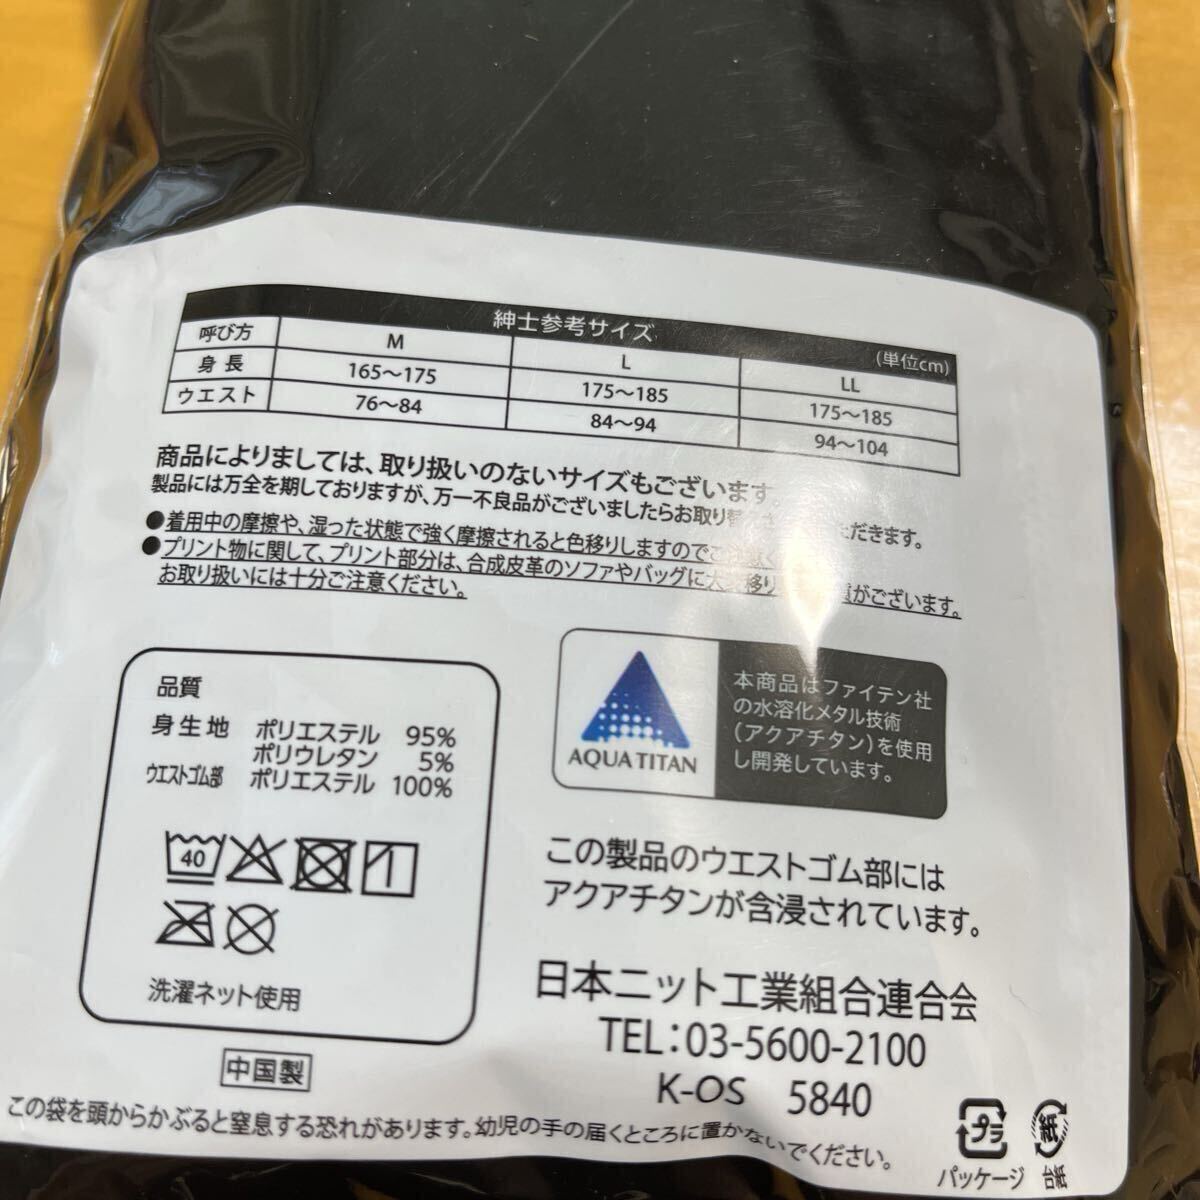 紳士参考サイズ (単位cm)
呼び方 M L LL
身長 165～175 175～185 175～185
ウエスト 76～84 84～94 94～104
商品によりましては、取り扱いのないサイズもございます。
製品には万全を期しておりますが、万一不良品がございましたらお取り ただきます。
●着用中の摩擦や、湿った状態で強く摩擦されると色移りしますのでご
●プリント物に関して、プリント部分は、合成皮革のソファやバッグに 移り がございます。
お取り扱いには十分ご注意ください。
品質
身生地 ポリエステル 95%
ポリウレタン 5%
ウエストゴム部 ポリエステル 100%
40
洗濯ネット使用
中国製
AQUA TITAN
本商品はファイテン社
の水溶化メタル技術
(アクアチタン)を使用
し開発しています。
この製品のウエストゴム部には
アクアチタンが含浸されています。
日本ニット工業組合連合会
TEL:03-5600-2100
K-OS 5840
この袋を頭からかぶると窒息する恐れがあります。幼児の手の届くところに置かないでください。
プラ
パッケージ
紙
台紙